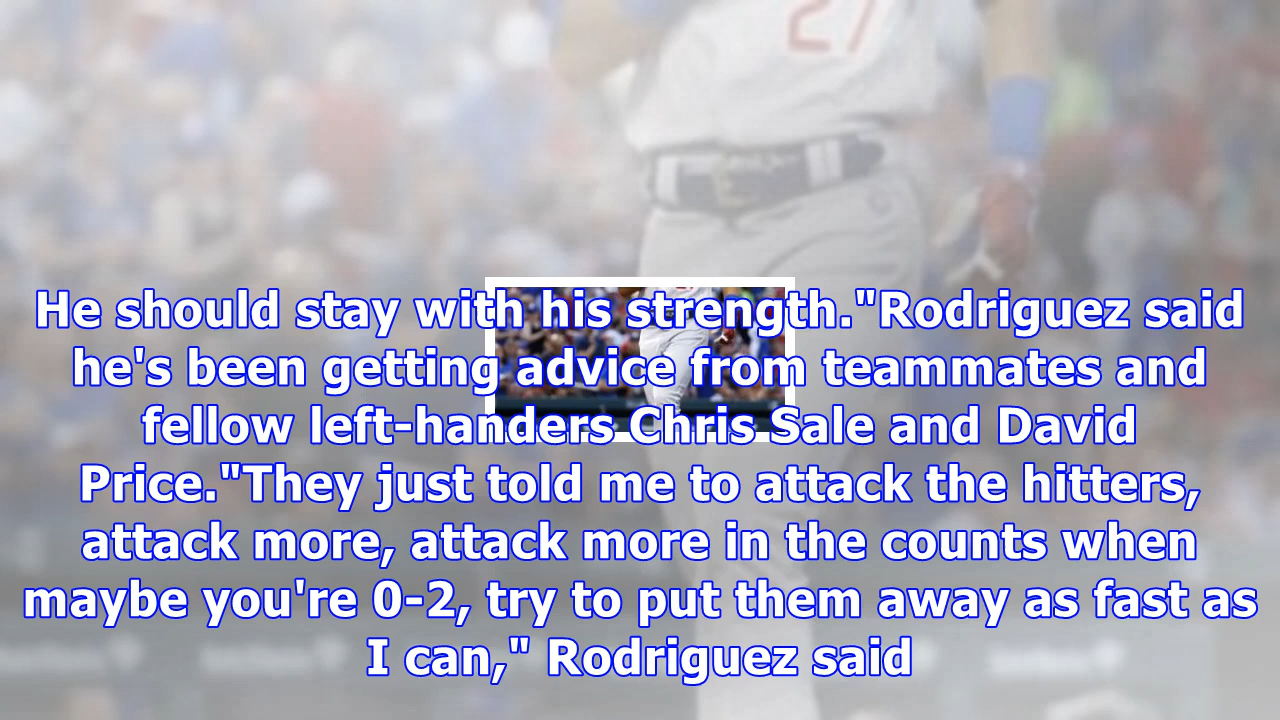 27
He should stay with his strength."Rodriguez said
he's been getting advice from teammates and
fellow left-handers Chris Sale and David
Price."They just told me to attack the hitters,
attack more, attack more in the counts when
maybe you're 0-2, try to put them away as fast as
I can," Rodriguez said